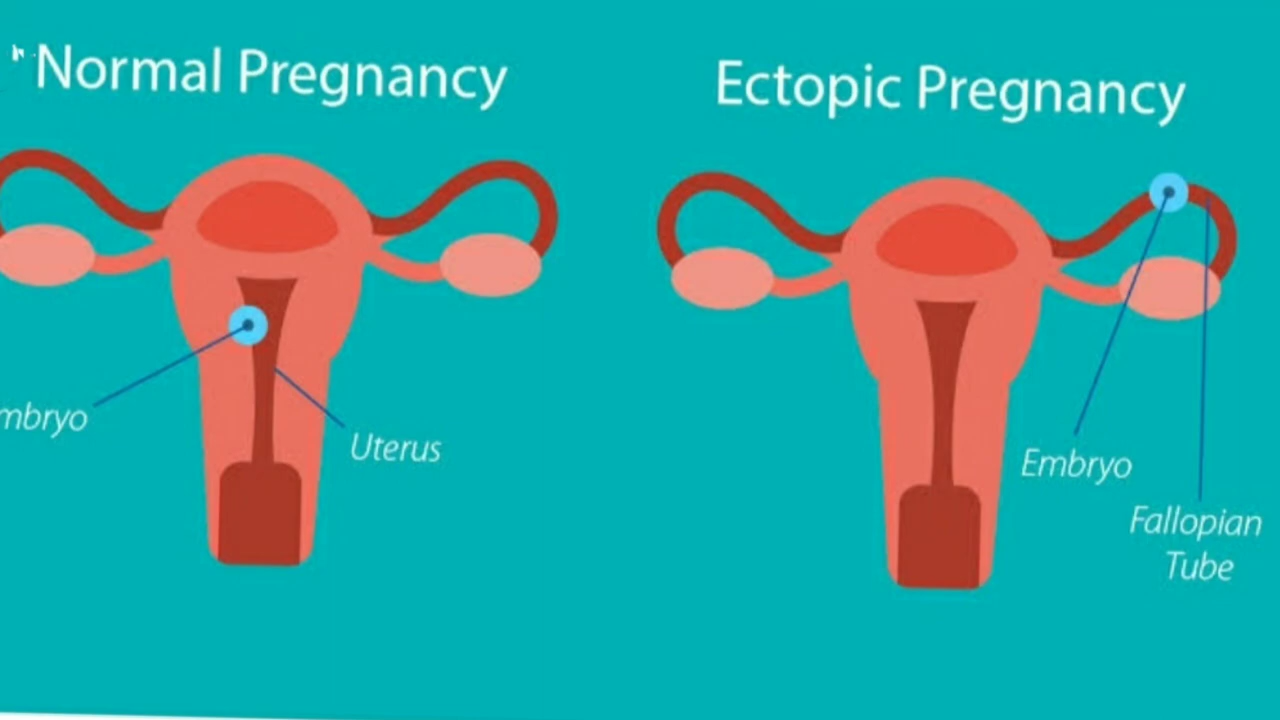 Normal Pregnancy
Ectopic Pregnancy
mbryo
Uterus
Embryo
Fallopian
Tube